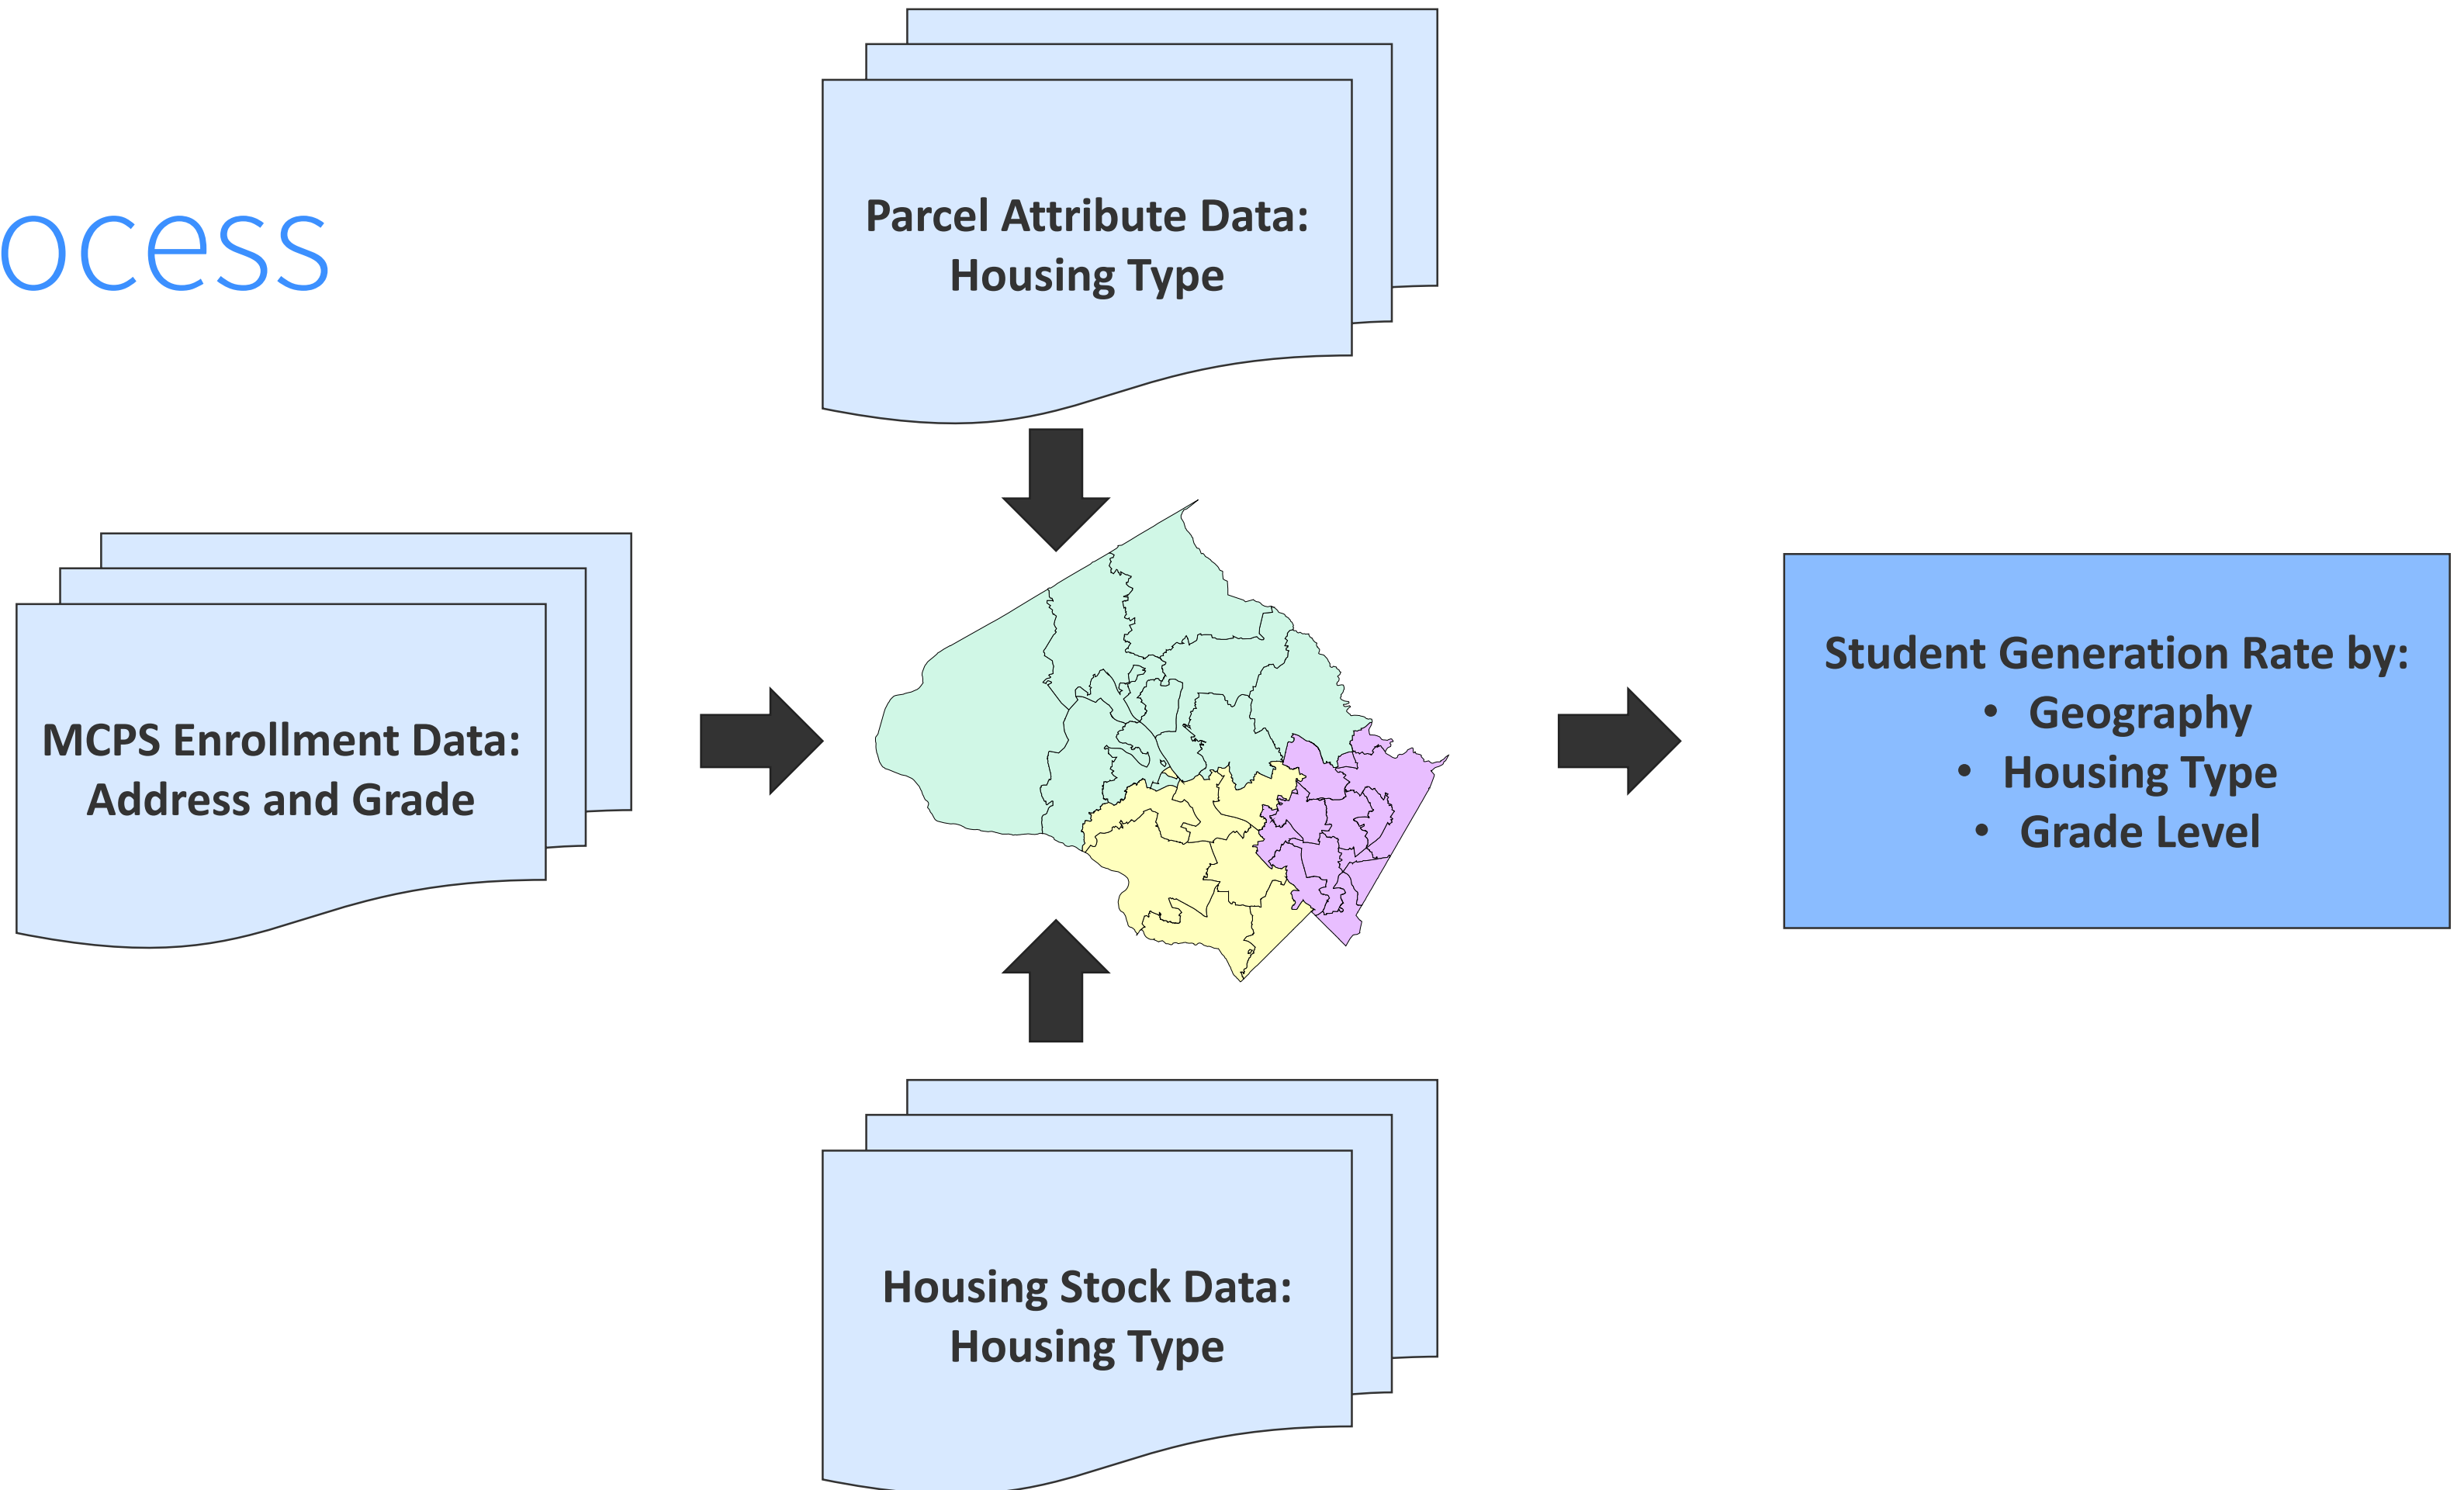 ocess
Parcel Attribute Data:
Housing Type
MCPS Enrollment Data:
Address and Grade
Student Generation Rate by:
• Geography
• Housing Type
• Grade Level
Housing Stock Data:
Housing Type